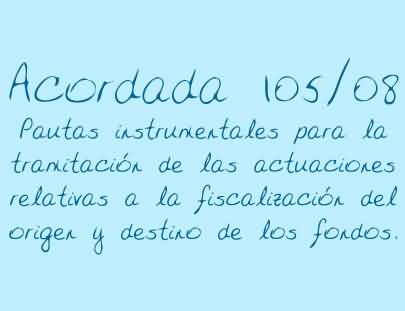 Acordada 105/08
Pautas instrumentales para la
tramitación de las actuaciones
relativas a la fiscalización del
origen y destino de los fondos.